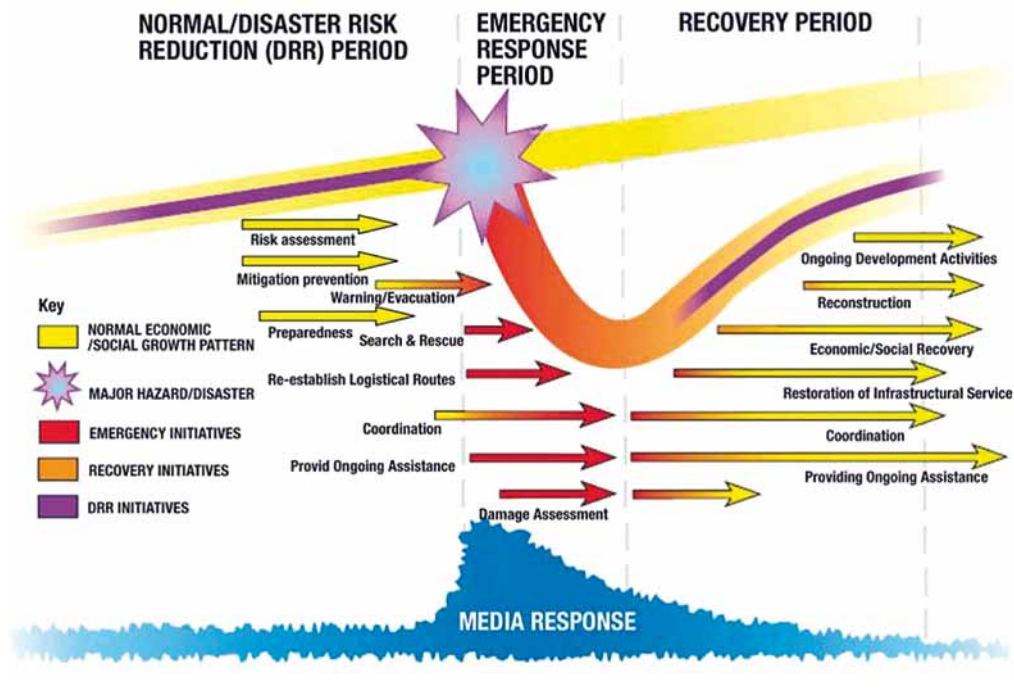 NORMAL/DISASTER RISK
REDUCTION (DRR) PERIOD
EMERGENCY
RESPONSE
PERIOD
RECOVERY PERIOD
Risk assessment
Mitigation prevention
Warning/Evacuation
Preparedness
Search & Rescue
Re-establish Logistical Routes
Coordination
Provid Ongoing Assistance
Damage Assessment
Ongoing Development Activities
Reconstruction
Economic/Social Recovery
Restoration of Infrastructural Service
Coordination
Providing Ongoing Assistance
Key
NORMAL ECONOMIC
/SOCIAL GROWTH PATTERN
MAJOR HAZARD/DISASTER
EMERGENCY INITIATIVES
RECOVERY INITIATIVES
DRR INITIATIVES
MEDIA RESPONSE